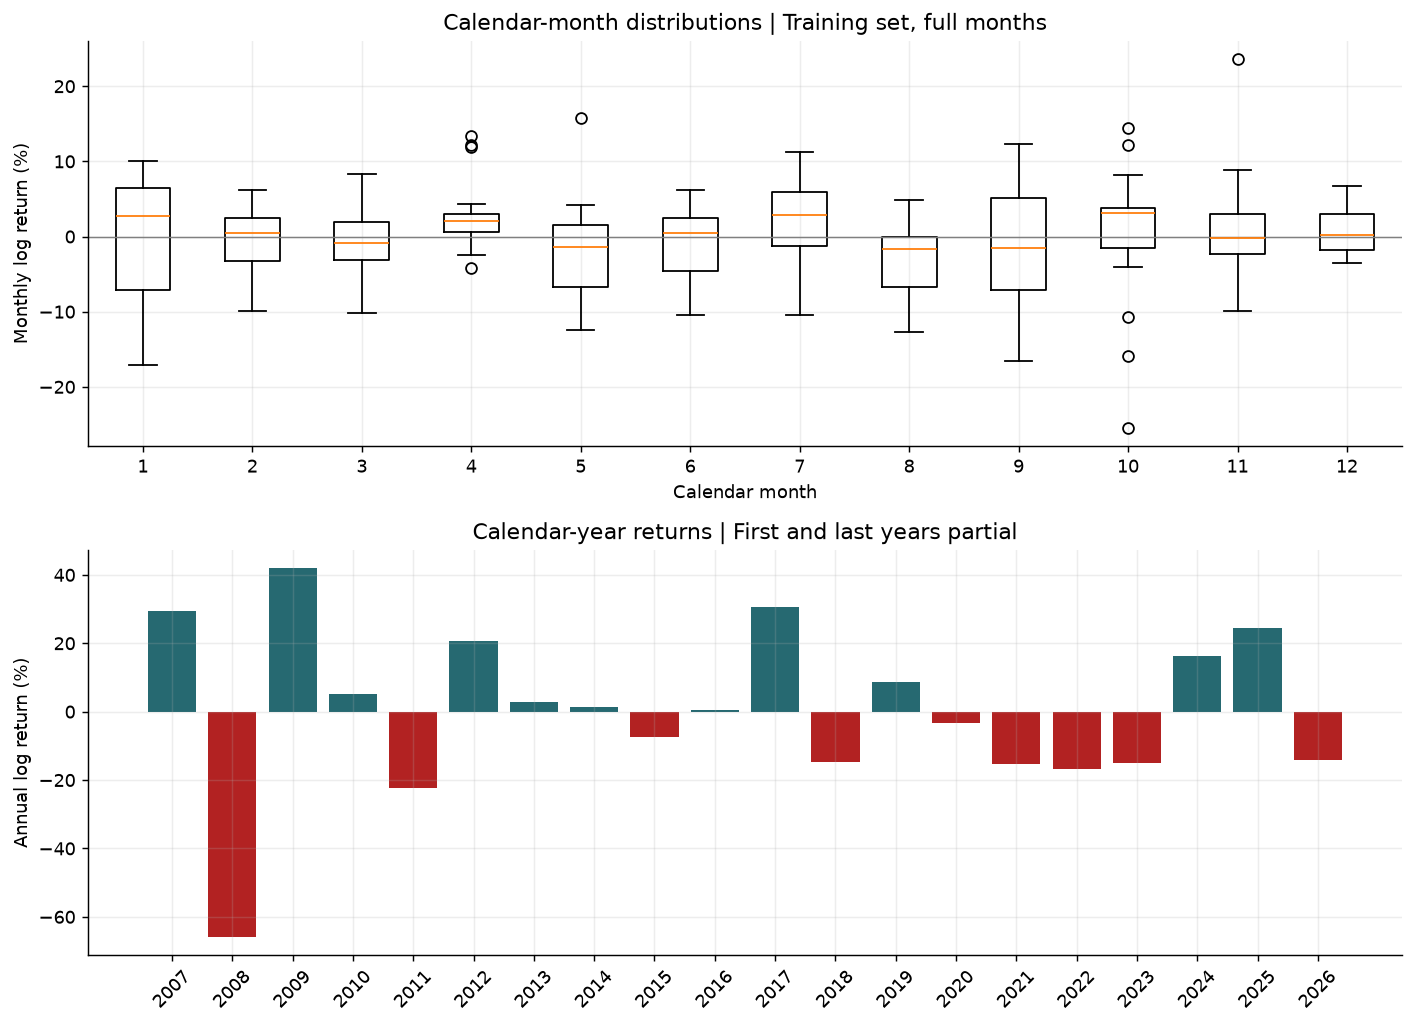 Calendar-month distributions | Training set, full months
Monthly log return (%)
20
10
0
−10
−20
1 2 3 4 5 6 7 8 9 10 11 12
Calendar month
Calendar-year returns | First and last years partial
Annual log return (%)
40
20
0
−20
−40
−60
2007 2008 2009 2010 2011 2012 2013 2014 2015 2016 2017 2018 2019 2020 2021 2022 2023 2024 2025 2026